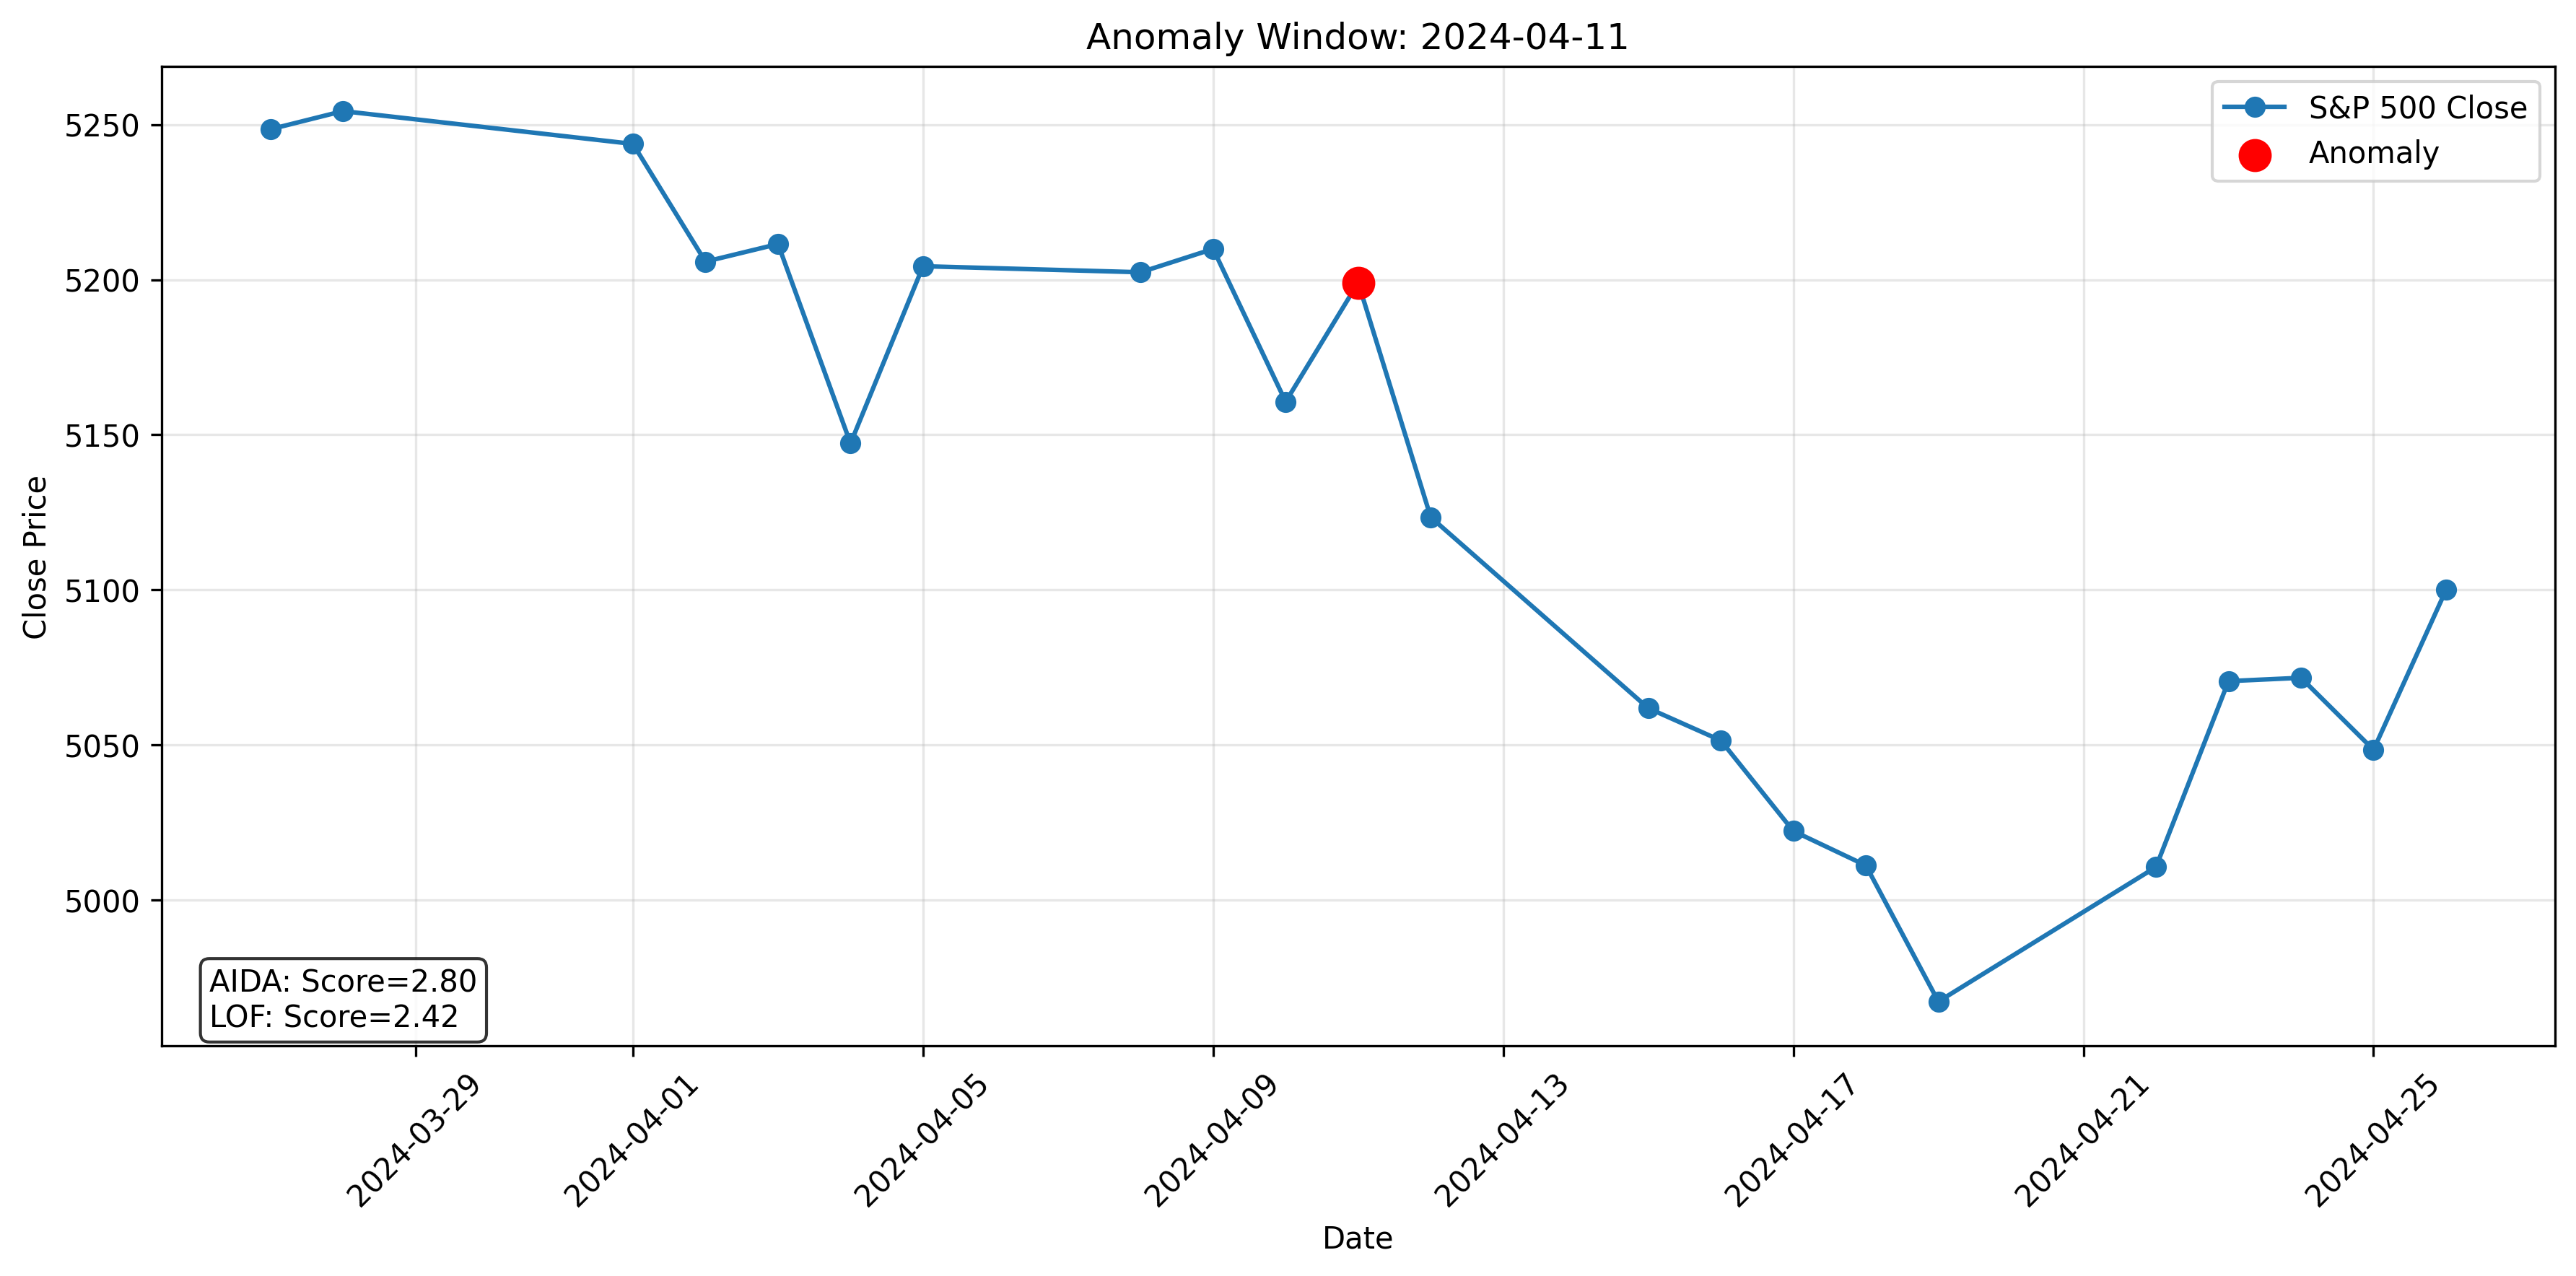 Anomaly Window: 2024-04-11
S&P 500 Close
Anomaly
Close Price
5250
5200
5150
5100
5050
5000
AIDA: Score=2.80
LOF: Score=2.42
2024-03-29
2024-04-01
2024-04-05
2024-04-09
2024-04-13
2024-04-17
2024-04-21
2024-04-25
Date